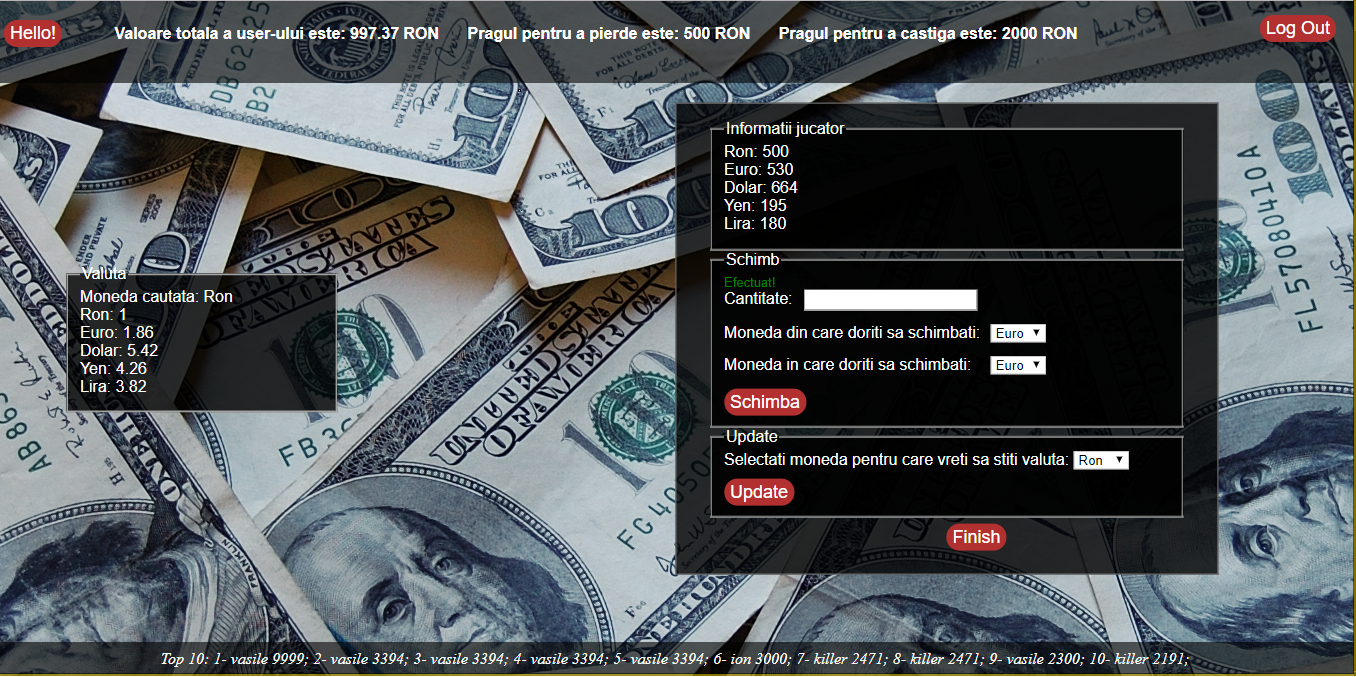 Hello!
Valoare totala a user-ului este: 997.37 RON Pragul pentru a pierde este: 500 RON Pragul pentru a castiga este: 2000 RON
Log Out
Valuta
Moneda cautata: Ron
Ron: 1
Euro: 1.86
Dolar: 5.42
Yen: 4.26
Lira: 3.82
Informatii jucator
Ron: 500
Euro: 530
Dolar: 664
Yen: 195
Lira: 180
Schimb
Efectuat!
Cantitate:
Moneda din care doriti sa schimbati: Euro
Moneda in care doriti sa schimbati: Euro
Schimba
Update
Selectati moneda pentru care vreti sa stiti valuta: Ron
Update
Finish
Top 10: 1- vasile 9999; 2- vasile 3394; 3- vasile 3394; 4- vasile 3394; 5- vasile 3394; 6- ion 3000; 7- killer 2471; 8- killer 2471; 9- vasile 2300; 10- killer 2191;